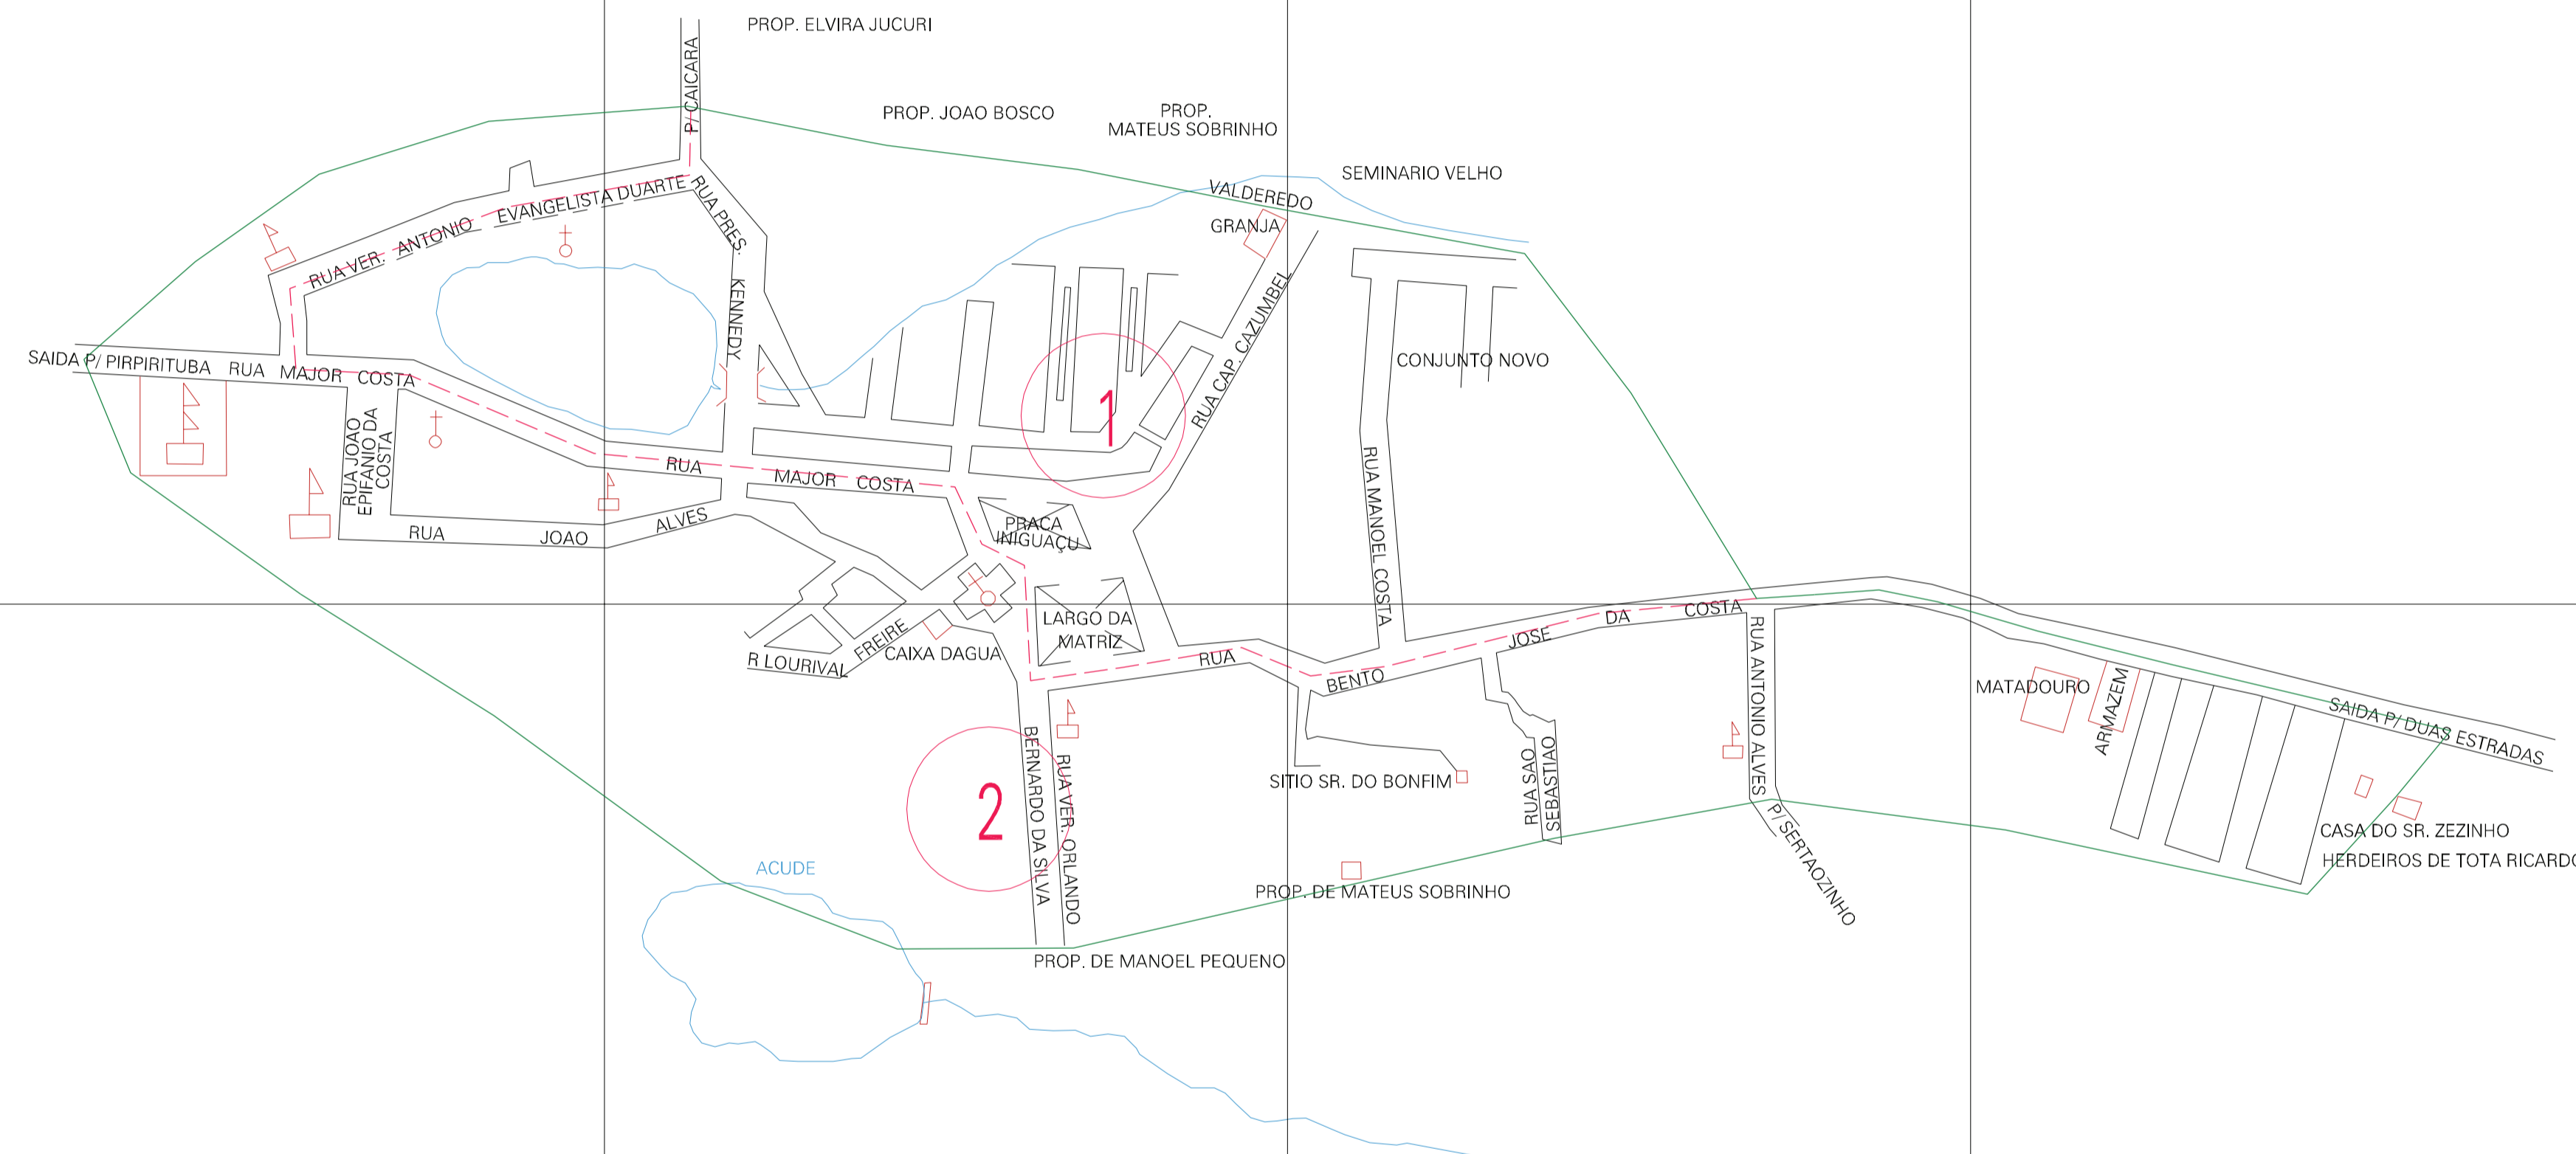 PROP. ELVIRA JUCURI
P/ CAICARA
PROP. JOAO BOSCO
PROP.
MATEUS SOBRINHO
SEMINARIO VELHO
VALDEREDO
GRANJA
RUA VER. ANTONIO EVANGELISTA DUARTE
RUA PRES. KENNEDY
RUA CAP. CAZUMBEL
CONJUNTO NOVO
SAIDA P/ PIRPIRITUBA
RUA MAJOR COSTA
1
RUA JOAO
EPIFANIO DA
COSTA
RUA MAJOR COSTA
RUA JOAO ALVES
PRACA
INIGUAÇU
RUA MANOEL COSTA
LARGO DA
MATRIZ
R LOURIVAL FREIRE
CAIXA DAGUA
RUA BENTO JOSE DA COSTA
RUA ANTONIO ALVES
MATADOURO
ARMAZEM
SAIDA P/ DUAS ESTRADAS
2
BERNARDO DA SILVA
RUA VER. ORLANDO
SITIO SR. DO BONFIM
RUA SAO
SEBASTIAO
P/ SERTAOZINHO
CASA DO SR. ZEZINHO
HERDEIROS DE TOTA RICARDO
ACUDE
PROP. DE MATEUS SOBRINHO
PROP. DE MANOEL PEQUENO